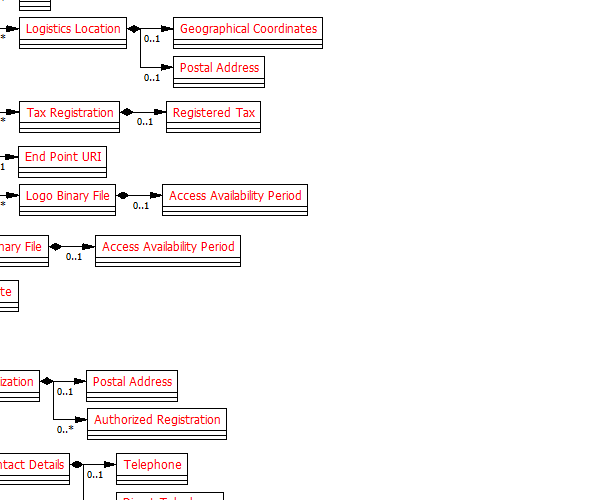 Logistics Location
Geographical Coordinates
*
0..1
Postal Address
0..1
Tax Registration
Registered Tax
*
0..1
End Point URI
1
Logo Binary File
Access Availability Period
*
0..1
nary File
Access Availability Period
0..1
te
ization
Postal Address
0..1
Authorized Registration
0..*
ntact Details
Telephone
0..1